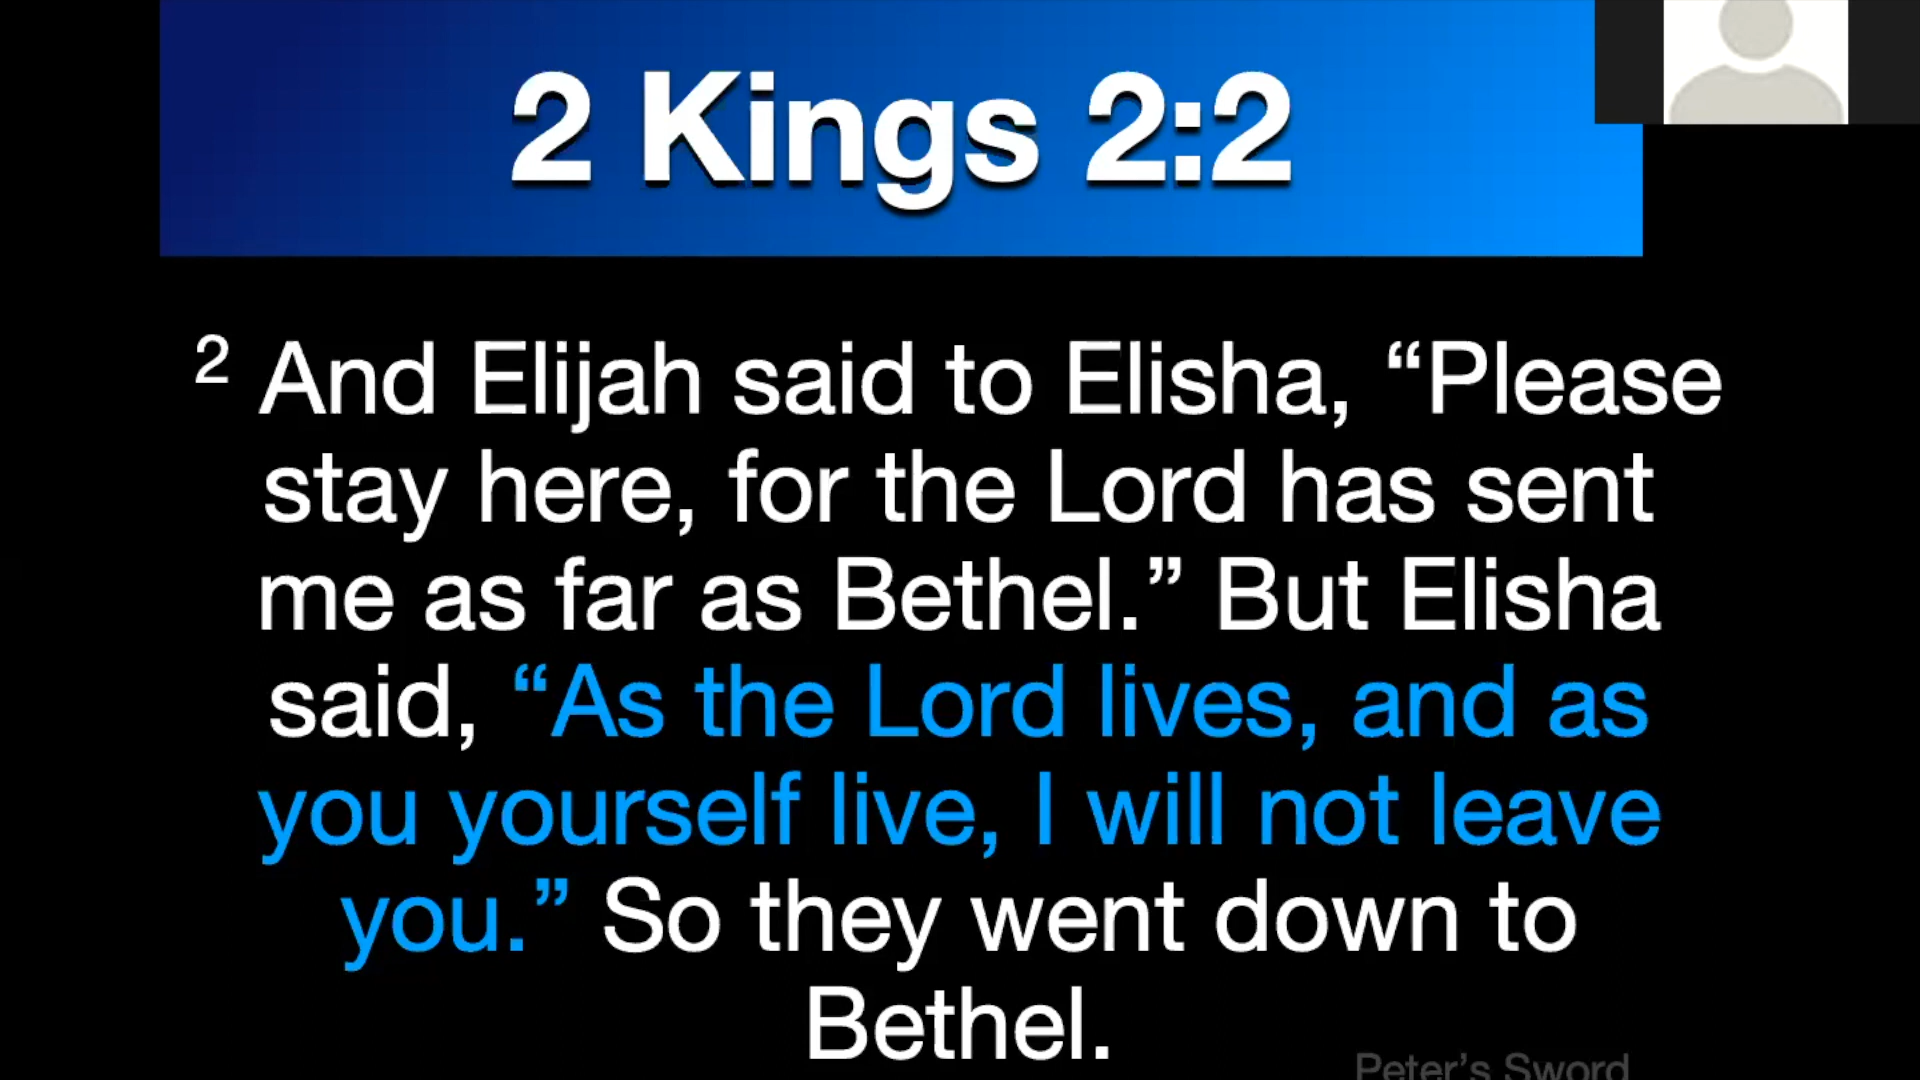 2 Kings 2:2
2 And Elijah said to Elisha, “Please
stay here, for the Lord has sent
me as far as Bethel.” But Elisha
said, “As the Lord lives, and as
you yourself live, I will not leave
you.” So they went down to
Bethel.
Peter’s Sword